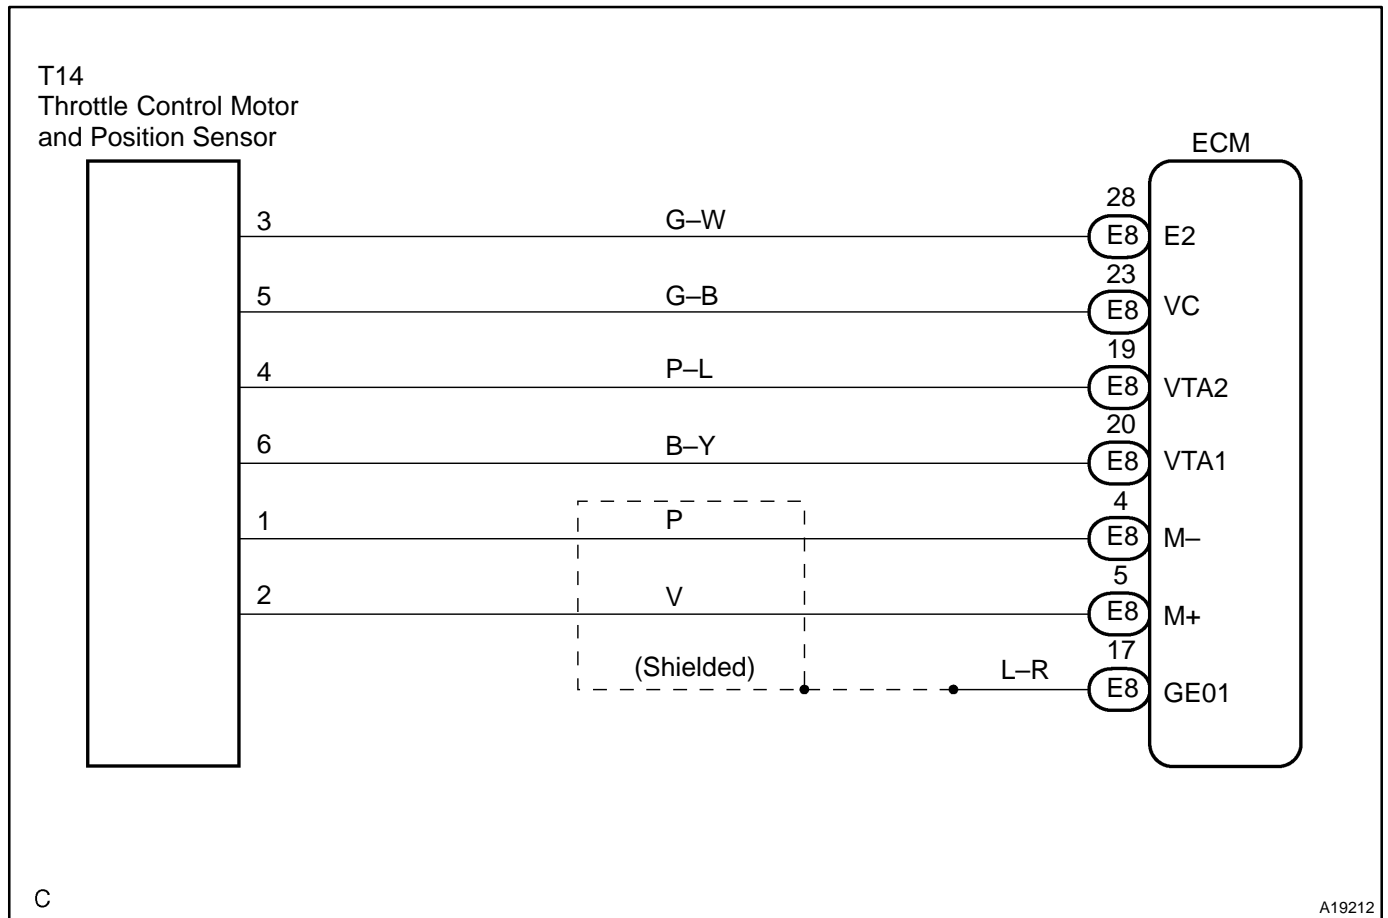 T14
Throttle Control Motor
and Position Sensor
ECM
3
G–W
28
E8
E2
5
G–B
23
E8
VC
4
P–L
19
E8
VTA2
6
B–Y
20
E8
VTA1
1
P
4
E8
M–
2
V
5
E8
M+
(Shielded)
L–R
17
E8
GE01
C
A19212